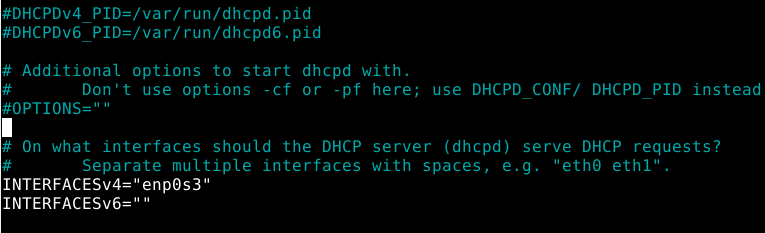 #DHCPDv4_PID=/var/run/dhcpd.pid
#DHCPDv6_PID=/var/run/dhcpd6.pid
# Additional options to start dhcpd with.
#       Don't use options -cf or -pf here; use DHCPD_CONF/ DHCPD_PID instead
#OPTIONS=""
# On what interfaces should the DHCP server (dhcpd) serve DHCP requests?
#       Separate multiple interfaces with spaces, e.g. "eth0 eth1".
INTERFACESv4="enp0s3"
INTERFACESv6=""